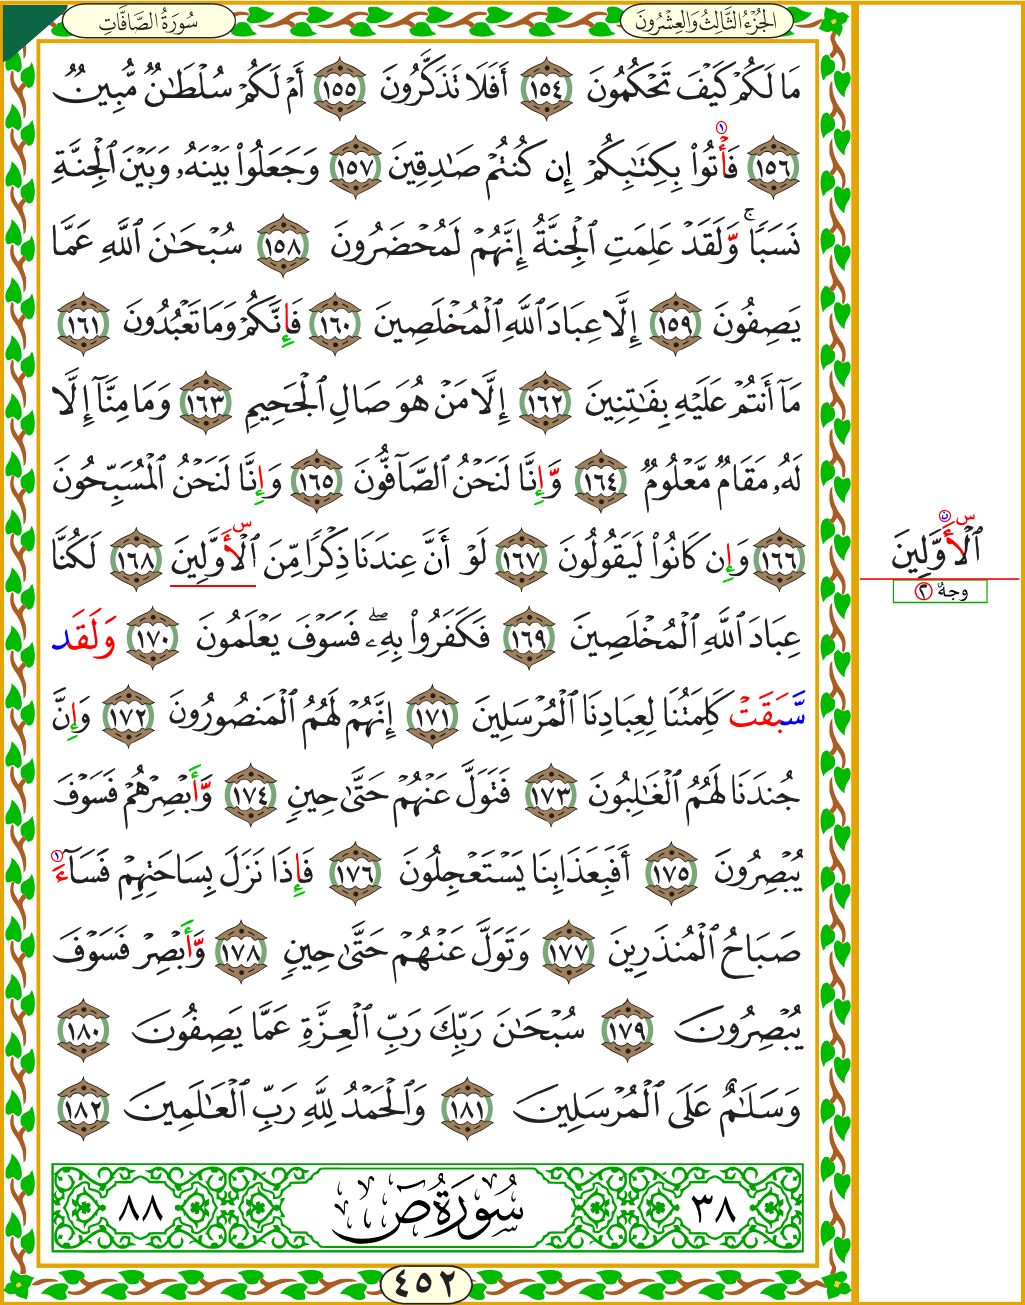 سُورَةُ الصَّافَّاتِ
الجُزْءُ الثَّالِثُ وَالعِشْرُونَ
مَا لَكُمْ كَيْفَ تَحْكُمُونَ ١٥٤ أَفَلَا تَذَكَّرُونَ ١٥٥ أَمْ لَكُمْ سُلْطَـٰنٌ مُّبِينٌ
١٥٦ فَأْتُوا۟ بِكِتَـٰبِكُمْ إِن كُنتُمْ صَـٰدِقِينَ ١٥٧ وَجَعَلُوا۟ بَيْنَهُۥ وَبَيْنَ ٱلْجِنَّةِ
نَسَبًا ۚ وَّلَقَدْ عَلِمَتِ ٱلْجِنَّةُ إِنَّهُمْ لَمُحْضَرُونَ ١٥٨ سُبْحَـٰنَ ٱللَّهِ عَمَّا
يَصِفُونَ ١٥٩ إِلَّا عِبَادَ ٱللَّهِ ٱلْمُخْلَصِينَ ١٦٠ فَإِنَّكُمْ وَمَا تَعْبُدُونَ ١٦١
مَآ أَنتُمْ عَلَيْهِ بِفَـٰتِنِينَ ١٦٢ إِلَّا مَنْ هُوَ صَالِ ٱلْجَحِيمِ ١٦٣ وَمَا مِنَّآ إِلَّا
لَهُۥ مَقَامٌ مَّعْلُومٌ ١٦٤ وَّإِنَّا لَنَحْنُ ٱلصَّآفُّونَ ١٦٥ وَإِنَّا لَنَحْنُ ٱلْمُسَبِّحُونَ
١٦٦ وَإِن كَانُوا۟ لَيَقُولُونَ ١٦٧ لَوْ أَنَّ عِندَنَا ذِكْرًا مِّنَ ٱلْأَوَّلِينَ ١٦٨ لَكُنَّا
عِبَادَ ٱللَّهِ ٱلْمُخْلَصِينَ ١٦٩ فَكَفَرُوا۟ بِهِۦ ۖ فَسَوْفَ يَعْلَمُونَ ١٧٠ وَلَقَد
سَّبَقَتْ كَلِمَتُنَا لِعِبَادِنَا ٱلْمُرْسَلِينَ ١٧١ إِنَّهُمْ لَهُمُ ٱلْمَنصُورُونَ ١٧٢ وَإِنَّ
جُندَنَا لَهُمُ ٱلْغَـٰلِبُونَ ١٧٣ فَتَوَلَّ عَنْهُمْ حَتَّىٰ حِينٍ ١٧٤ وَّأَبْصِرْهُمْ فَسَوْفَ
يُبْصِرُونَ ١٧٥ أَفَبِعَذَابِنَا يَسْتَعْجِلُونَ ١٧٦ فَإِذَا نَزَلَ بِسَاحَتِهِمْ فَسَآءَ
صَبَاحُ ٱلْمُنذَرِينَ ١٧٧ وَتَوَلَّ عَنْهُمْ حَتَّىٰ حِينٍ ١٧٨ وَّأَبْصِرْ فَسَوْفَ
يُبْصِرُونَ ١٧٩ سُبْحَـٰنَ رَبِّكَ رَبِّ ٱلْعِزَّةِ عَمَّا يَصِفُونَ ١٨٠
وَسَلَـٰمٌ عَلَى ٱلْمُرْسَلِينَ ١٨١ وَٱلْحَمْدُ لِلَّهِ رَبِّ ٱلْعَـٰلَمِينَ ١٨٢
٣٨ سُورَةُ صٓ ٨٨
٤٥٢
س ن
ٱلْأَوَّلِينَ
وجهٌ ٢